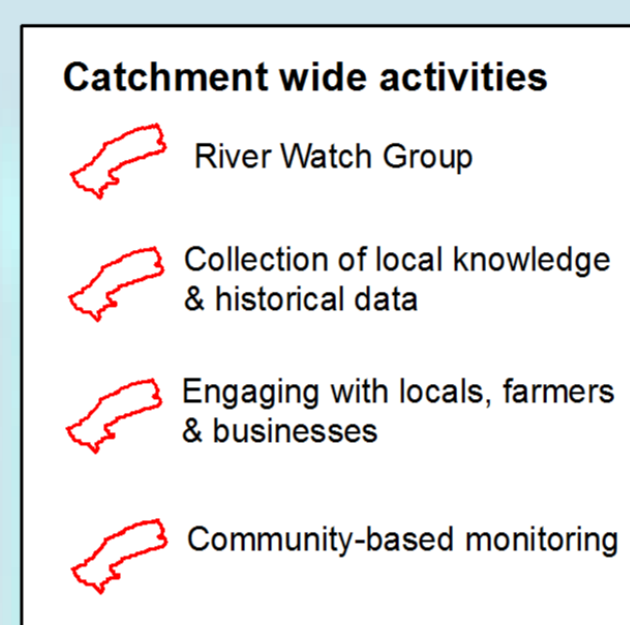 Catchment wide activities
River Watch Group
Collection of local knowledge
& historical data
Engaging with locals, farmers
& businesses
Community-based monitoring